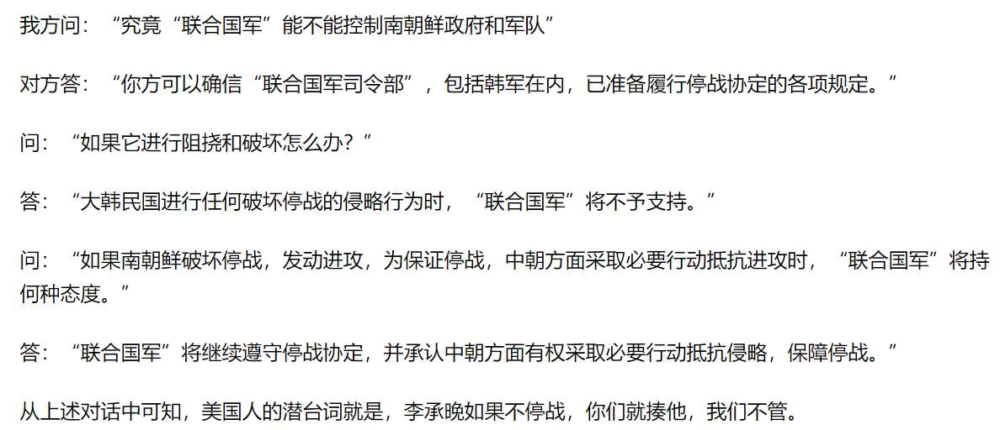 我方问：“究竟“联合国军”能不能控制南朝鲜政府和军队”
对方答：“你方可以确信“联合国军司令部”，包括韩军在内，已准备履行停战协定的各项规定。”
问：“如果它进行阻挠和破坏怎么办？”
答：“大韩民国进行任何破坏停战的侵略行为时，“联合国军”将不予支持。”
问：“如果南朝鲜破坏停战，发动进攻，为保证停战，中朝方面采取必要行动抵抗进攻时，“联合国军”将持
何种态度。”
答：“联合国军”将继续遵守停战协定，并承认中朝方面有权采取必要行动抵抗侵略，保障停战。”
从上述对话中可知，美国人的潜台词就是，李承晚如果不停战，你们就揍他，我们不管。